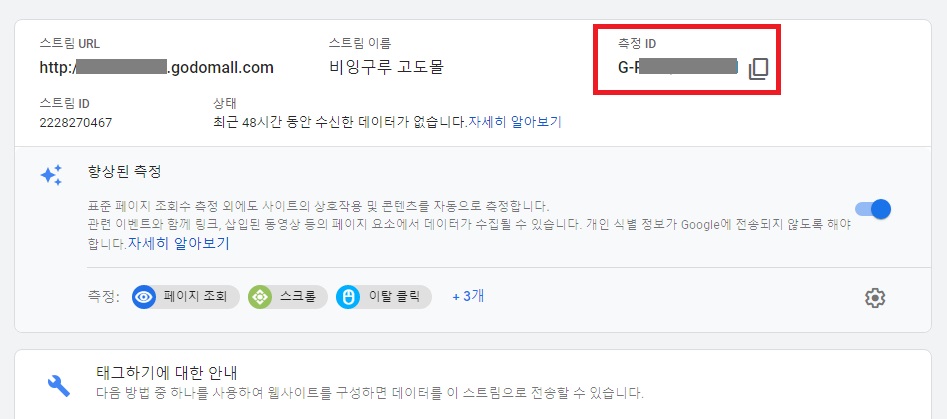 스트림 URL 스트림 이름 측정 ID
http:/ .godomall.com 비잉구루 고도몰 G-
스트림 ID 상태
2228270467 최근 48시간 동안 수신한 데이터가 없습니다.자세히 알아보기
향상된 측정
표준 페이지 조회수 측정 외에도 사이트의 상호작용 및 콘텐츠를 자동으로 측정합니다.
관련 이벤트와 함께 링크, 삽입된 동영상 등의 페이지 요소에서 데이터가 수집될 수 있습니다. 개인 식별 정보가 Google에 전송되지 않도록 해야
합니다.자세히 알아보기
측정: 페이지 조회 스크롤 이탈 클릭 + 3개
태그하기에 대한 안내
다음 방법 중 하나를 사용하여 웹사이트를 구성하면 데이터를 이 스트림으로 전송할 수 있습니다.